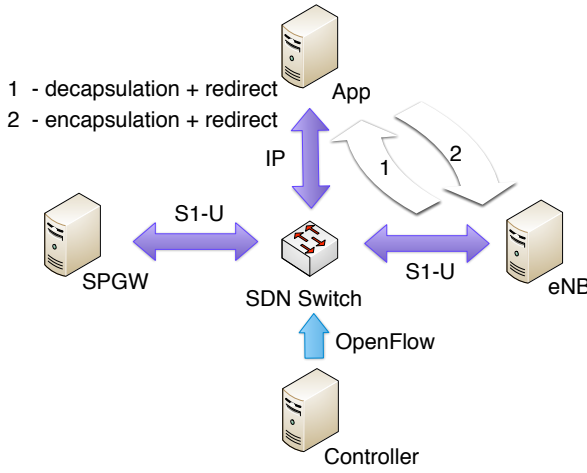 App
1 - decapsulation + redirect
2 - encapsulation + redirect
IP
1
2
S1-U
SPGW
SDN Switch
S1-U
eNB
OpenFlow
Controller